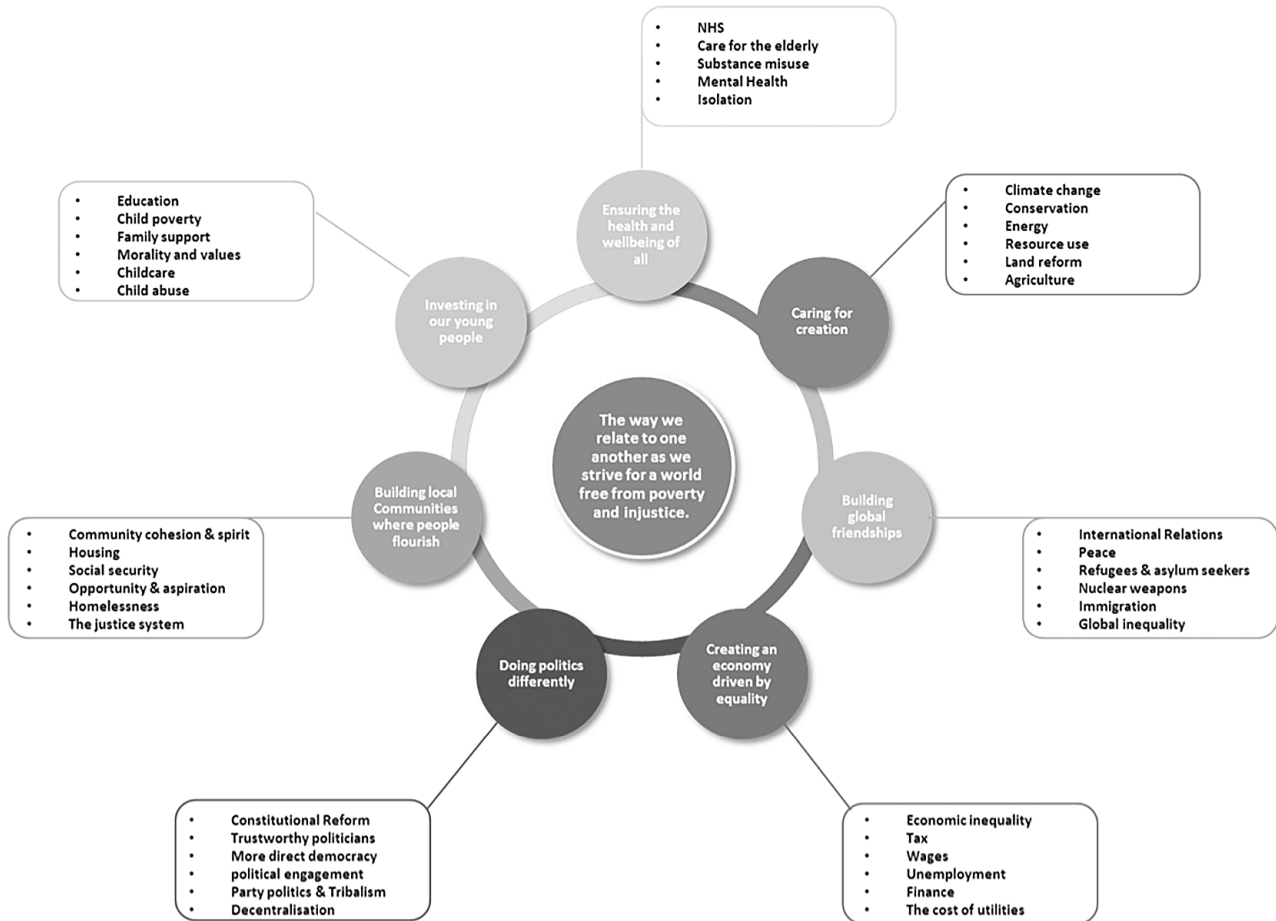 NHS
Care for the elderly
Substance misuse
Mental Health
Isolation
Ensuring the
health and
wellbeing of
all
Climate change
Conservation
Energy
Resource use
Land reform
Agriculture
Caring for
creation
International Relations
Peace
Refugees & asylum seekers
Nuclear weapons
Immigration
Global inequality
Building
global
friendships
Economic inequality
Tax
Wages
Unemployment
Finance
The cost of utilities
Creating an
economy
driven by
equality
Constitutional Reform
Trustworthy politicians
More direct democracy
political engagement
Party politics & Tribalism
Decentralisation
Doing politics
differently
Community cohesion & spirit
Housing
Social security
Opportunity & aspiration
Homelessness
The justice system
Building local
Communities
where people
flourish
Education
Child poverty
Family support
Morality and values
Childcare
Child abuse
Investing in
our young
people
The way we
relate to one
another as we
strive for a world
free from poverty
and injustice.